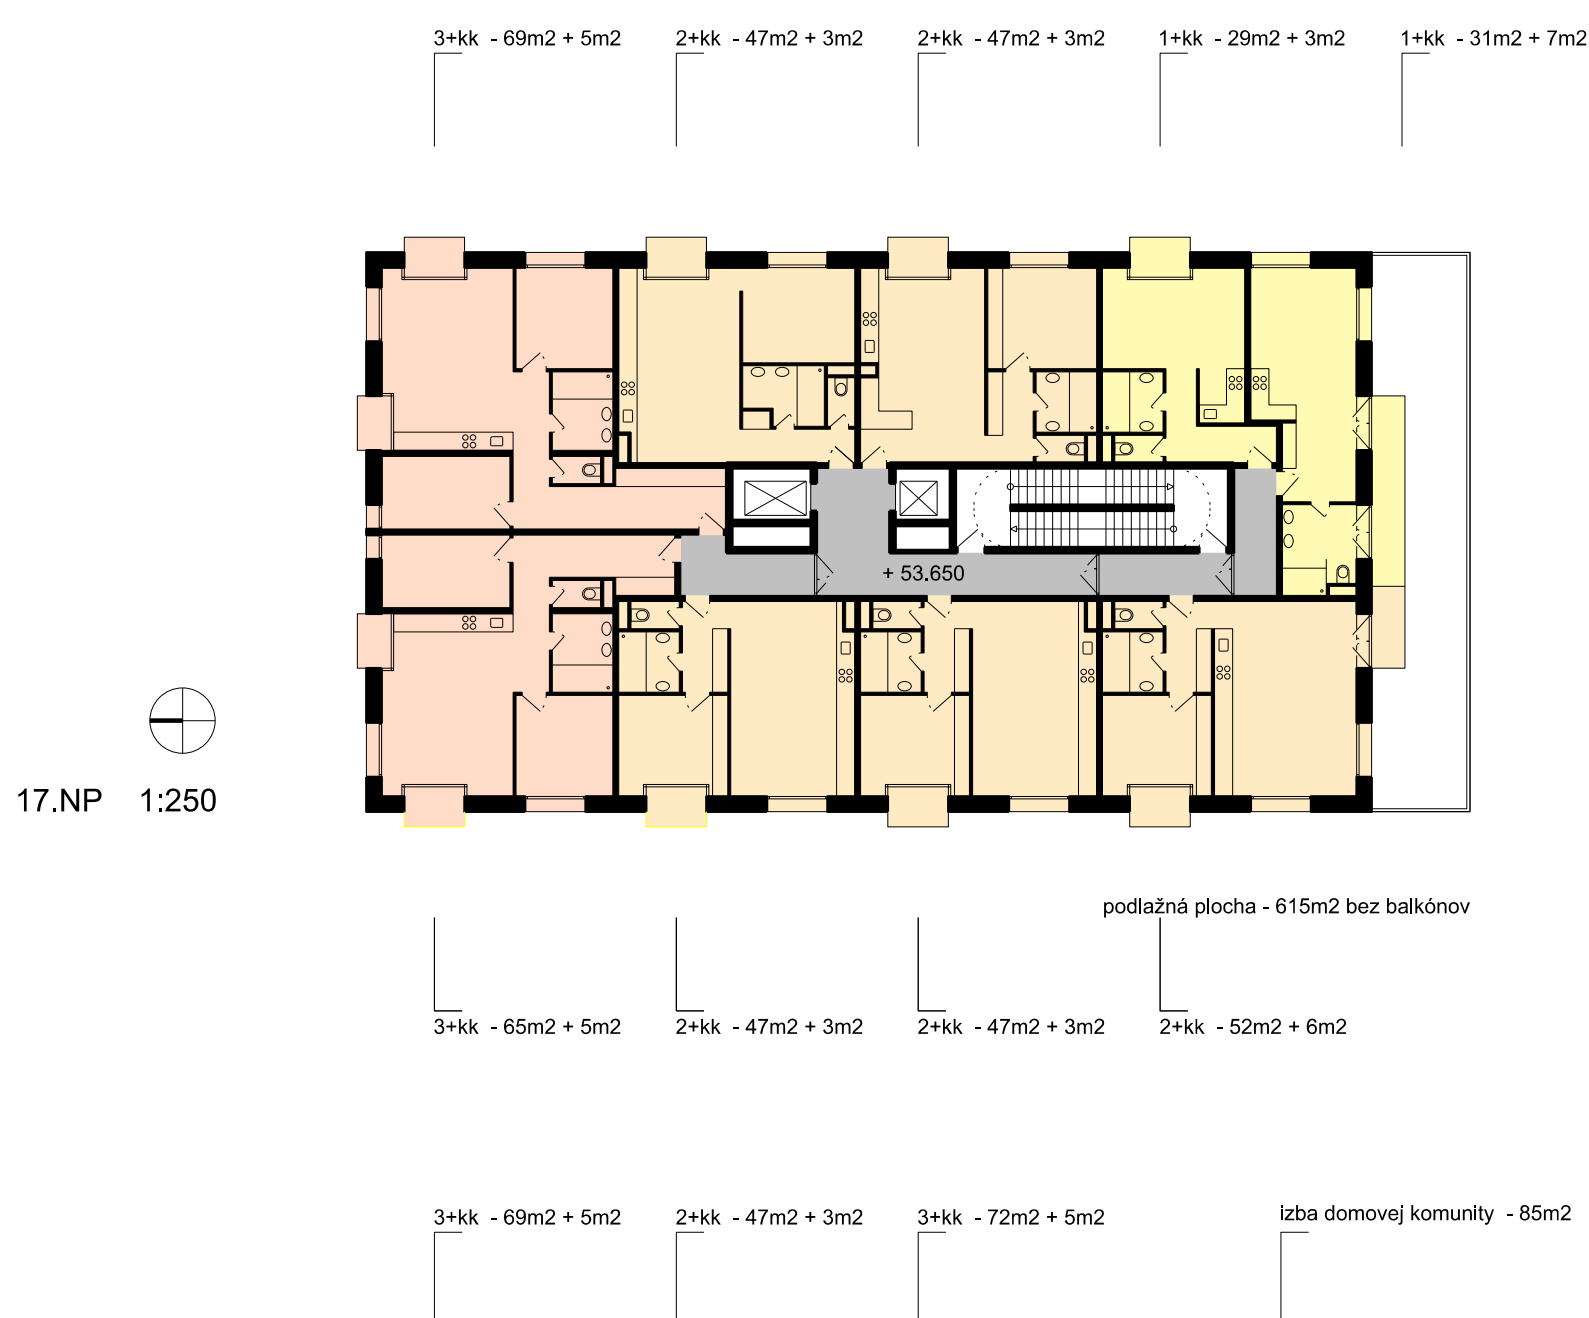 3+kk - 69m2 + 5m2
2+kk - 47m2 + 3m2
2+kk - 47m2 + 3m2
1+kk - 29m2 + 3m2
1+kk - 31m2 + 7m2
+ 53.650
17.NP 1:250
podlažná plocha - 615m2 bez balkónov
3+kk - 65m2 + 5m2
2+kk - 47m2 + 3m2
2+kk - 47m2 + 3m2
2+kk - 52m2 + 6m2
3+kk - 69m2 + 5m2
2+kk - 47m2 + 3m2
3+kk - 72m2 + 5m2
izba domovej komunity - 85m2